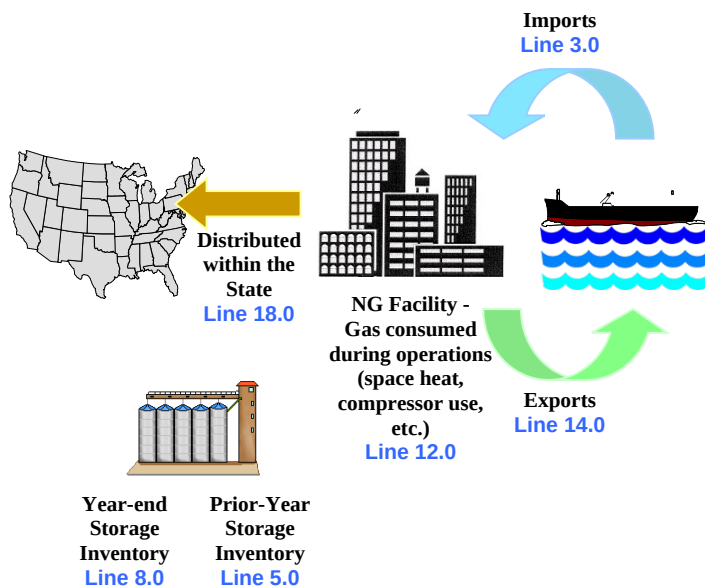 Imports
Line 3.0
Distributed
within the
State
Line 18.0
NG Facility -
Gas consumed
during operations
(space heat,
compressor use,
etc.)
Line 12.0
Exports
Line 14.0
Year-end
Storage
Inventory
Line 8.0
Prior-Year
Storage
Inventory
Line 5.0